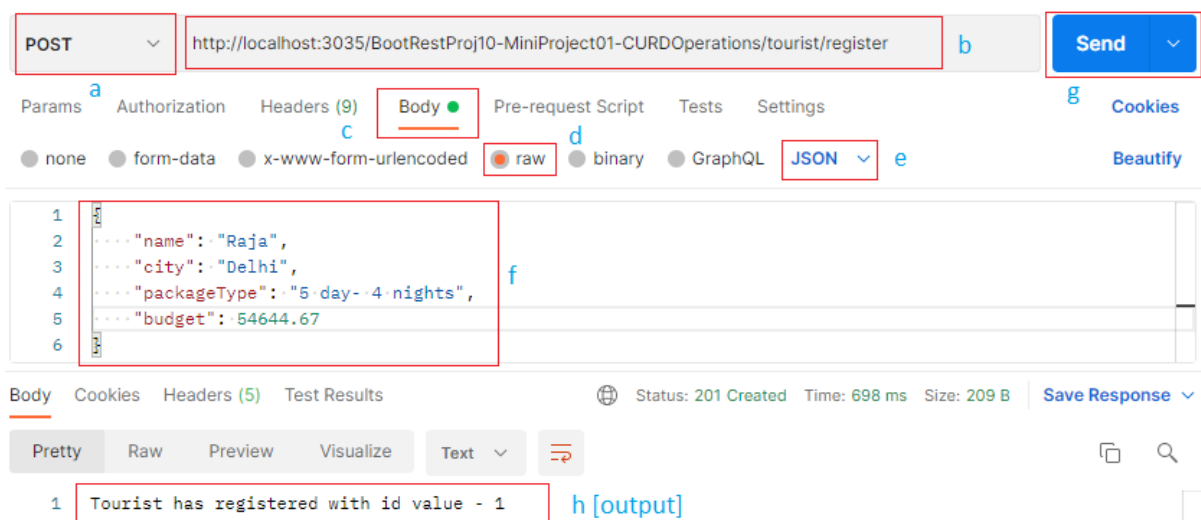 POST http://localhost:3035/BootRestProj10-MiniProject01-CURDOperations/tourist/register b Send
a g
Params Authorization Headers (9) Body Pre-request Script Tests Settings Cookies
c d
none form-data x-www-form-urlencoded raw binary GraphQL JSON e Beautify
1 {
2 "name": "Raja",
3 "city": "Delhi",
4 "packageType": "5 day- 4 nights",
5 "budget": 54644.67
6 }
f
Body Cookies Headers (5) Test Results Status: 201 Created Time: 698 ms Size: 209 B Save Response
Pretty Raw Preview Visualize Text
1 Tourist has registered with id value - 1 h [output]